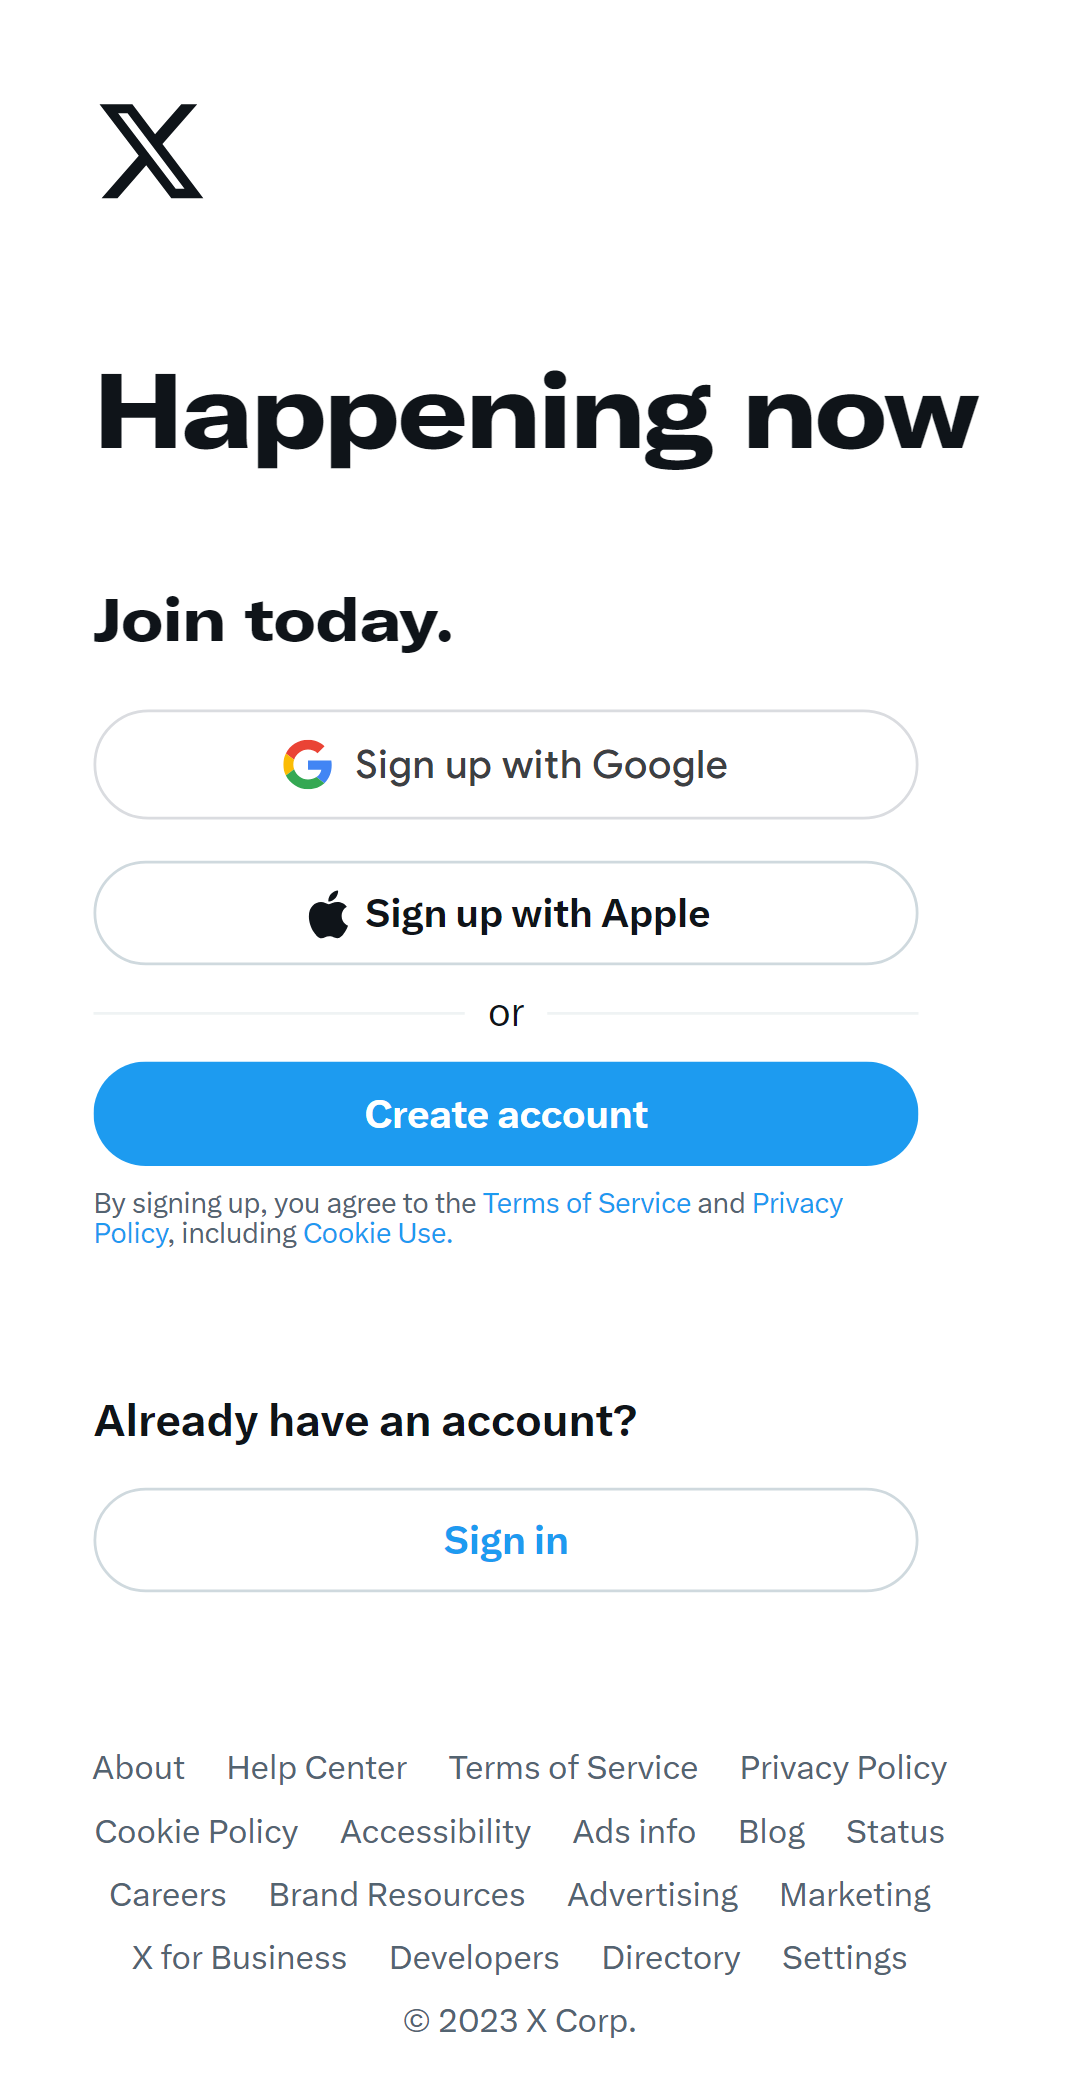 Happening now
Join today.
Sign up with Google
Sign up with Apple
or
Create account
By signing up, you agree to the Terms of Service and Privacy
Policy, including Cookie Use.
Already have an account?
Sign in
About Help Center Terms of Service Privacy Policy
Cookie Policy Accessibility Ads info Blog Status
Careers Brand Resources Advertising Marketing
X for Business Developers Directory Settings
© 2023 X Corp.